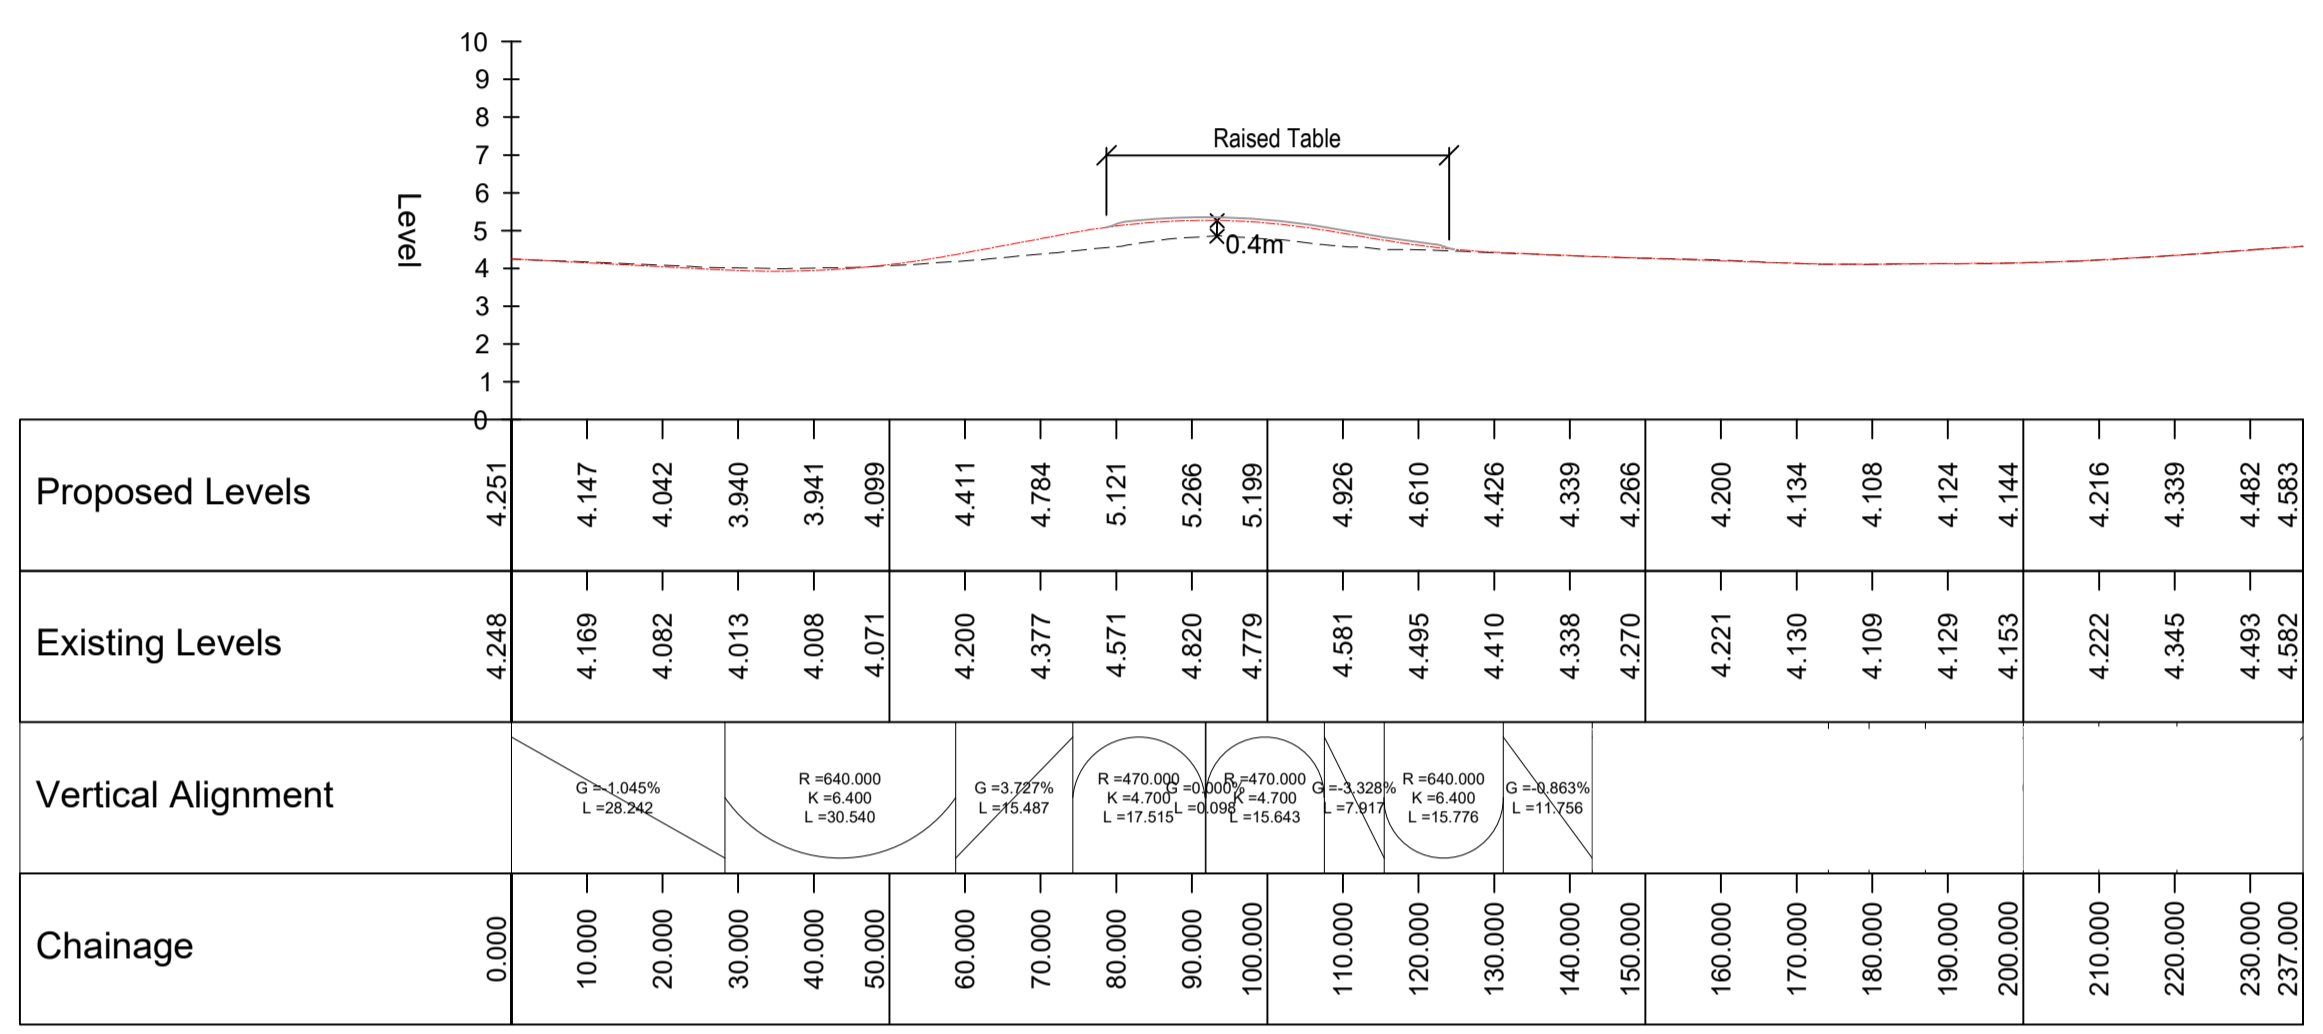 10
9
8
7
6
5
4
3
2
1
0
Level
Raised Table
0.4m
Proposed Levels
4.251 4.147 4.042 3.940 3.941 4.099 4.411 4.784 5.121 5.266 5.199 4.926 4.610 4.426 4.339 4.266 4.200 4.134 4.108 4.124 4.144 4.216 4.339 4.482 4.583
Existing Levels
4.248 4.169 4.082 4.013 4.008 4.071 4.200 4.377 4.571 4.820 4.779 4.581 4.495 4.410 4.338 4.270 4.221 4.130 4.109 4.129 4.153 4.222 4.345 4.493 4.582
Vertical Alignment
G =-1.045%
L =28.242
R =640.000
K =6.400
L =30.540
G =3.727%
L =15.487
R =470.000
K =4.700
L =17.515
G =0.000%
L =0.098
R =470.000
K =4.700
L =15.643
G =-3.328%
L =7.917
R =640.000
K =6.400
L =15.776
G =-0.863%
L =11.756
Chainage
0.000 10.000 20.000 30.000 40.000 50.000 60.000 70.000 80.000 90.000 100.000 110.000 120.000 130.000 140.000 150.000 160.000 170.000 180.000 190.000 200.000 210.000 220.000 230.000 237.000